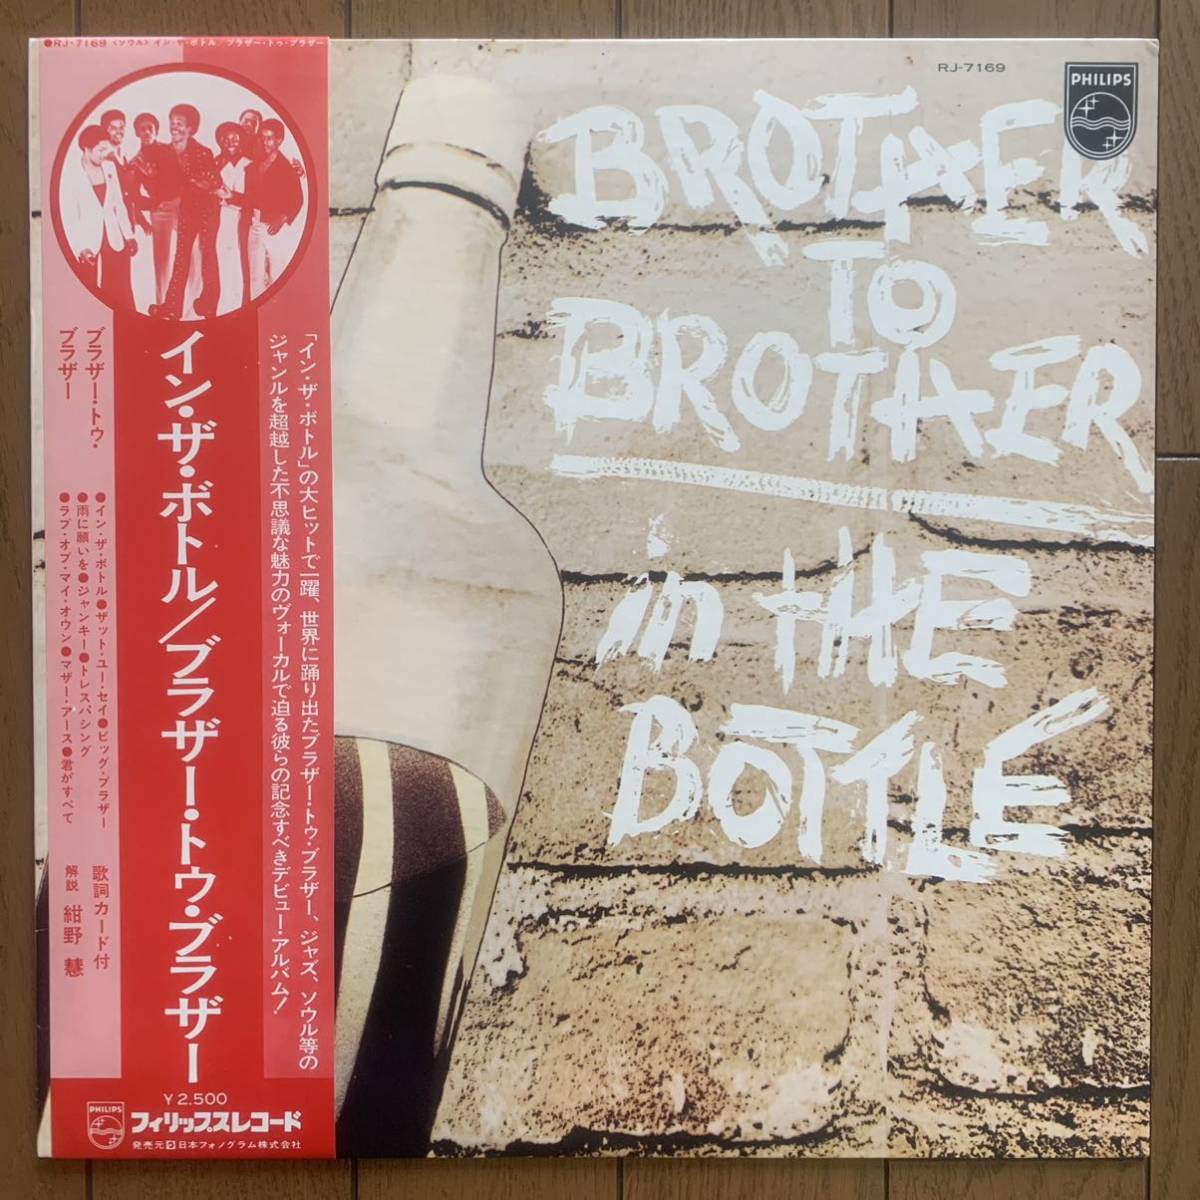 ●RJ-7169〈ソウル〉イン・ザ・ボトル/ブラザー・トゥ・ブラザー
「イン・ザ・ボトル」の大ヒットで一躍、世界に踊り出たブラザー・トゥ・ブラザー、ジャズ、ソウル等の
ジャンルを超越した不思議な魅力のヴォーカルで迫る彼らの記念すべきデビュー・アルバム!
イン・ザ・ボトル/ブラザー・トゥ・ブラザー
ブラザー・トゥ・
ブラザー
●イン・ザ・ボトル●ザット・ユー・セイ●ビッグ・ブラザー
●雨に願いを●ジャンキー●トレスパシング
●ラブ・オブ・マイ・オウン●マザー・アース●君がすべて
歌詞カード付
解説 紺野 慧
¥2,500
PHILIPS
フィリップスレコード
発売元 日本フォノグラム株式会社
RJ-7169
PHILIPS
BROTHER
TO
BROTHER
in THE
BOTTLE